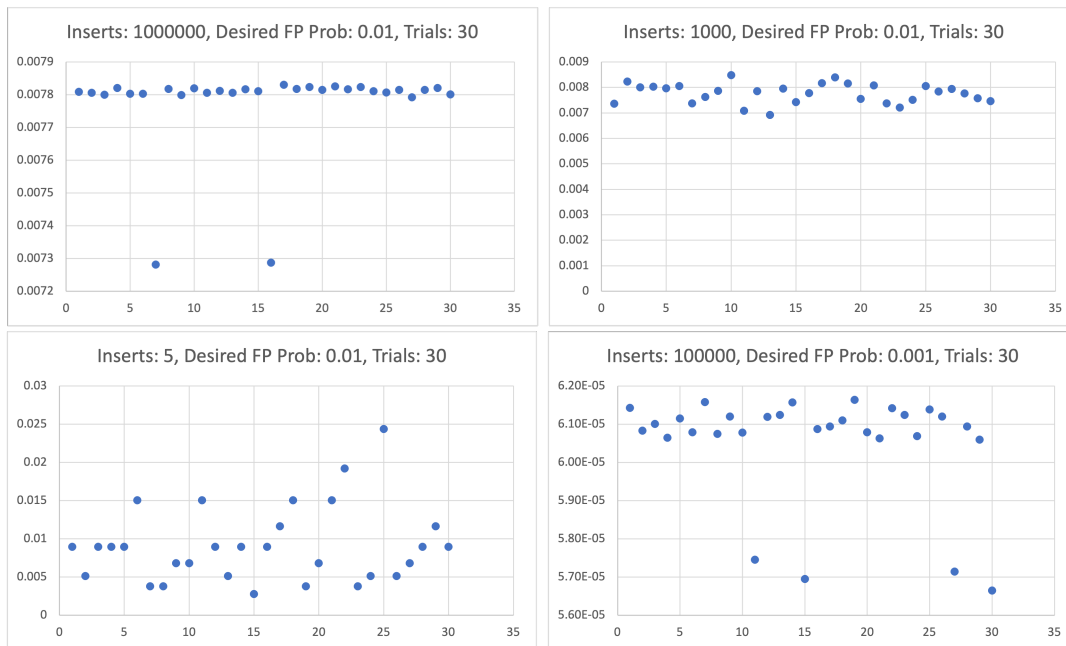 Inserts: 1000000, Desired FP Prob: 0.01, Trials: 30
0.0079
0.0078
0.0077
0.0076
0.0075
0.0074
0.0073
0.0072
0 5 10 15 20 25 30 35
Inserts: 1000, Desired FP Prob: 0.01, Trials: 30
0.009
0.008
0.007
0.006
0.005
0.004
0.003
0.002
0.001
0
0 5 10 15 20 25 30 35
Inserts: 5, Desired FP Prob: 0.01, Trials: 30
0.03
0.025
0.02
0.015
0.01
0.005
0
0 5 10 15 20 25 30 35
Inserts: 100000, Desired FP Prob: 0.001, Trials: 30
6.20E-05
6.10E-05
6.00E-05
5.90E-05
5.80E-05
5.70E-05
5.60E-05
0 5 10 15 20 25 30 35